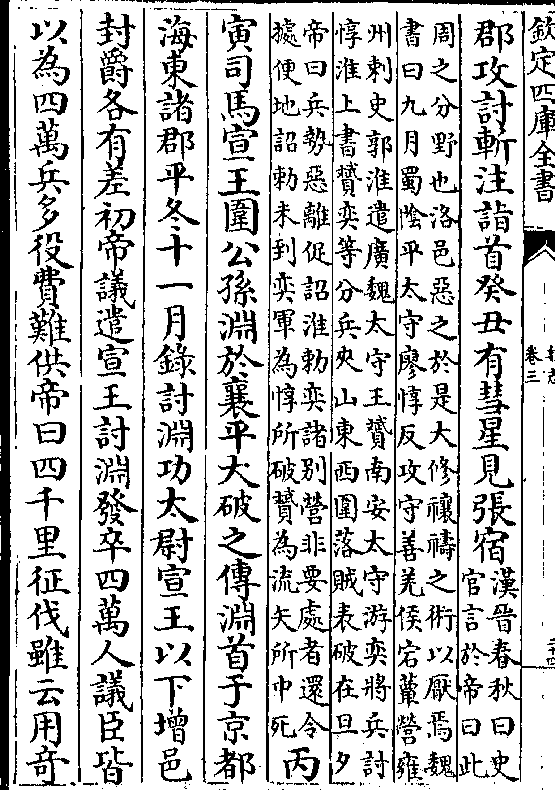 欽定四庫全書
卷三
郡攻討斬注詣首癸丑有彗星見張宿
漢晉春秋曰史
官言於帝曰此
周之分野也洛邑惡之於是大修禳禱之術以厭焉魏
書曰九月蜀隂平太守廖惇反攻守善羌侯宕蕈營雍
州刺史郭淮遣廣魏太守王贇南安太守游奕將兵討
惇淮上書贇奕等分兵夾山東西圍落賊表破在旦夕
帝曰兵勢惡離促詔淮勅奕諸別營非要處者還令
據便地詔勅未到奕軍為惇所破贇為流矢所中死
丙
寅司馬宣王圍公孫淵於襄平大破之傳淵首于京都
海東諸郡平冬十一月錄討淵功太尉宣王以下增邑
封爵各有差初帝議遣宣王討淵發卒四萬人議臣皆
以為四萬兵多役費難供帝曰四千里征伐雖云用竒